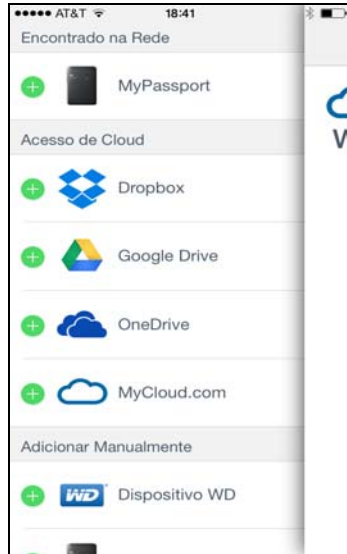 AT&T 18:41
Encontrado na Rede
MyPassport
Acesso de Cloud
Dropbox
Google Drive
OneDrive
MyCloud.com
Adicionar Manualmente
WD Dispositivo WD